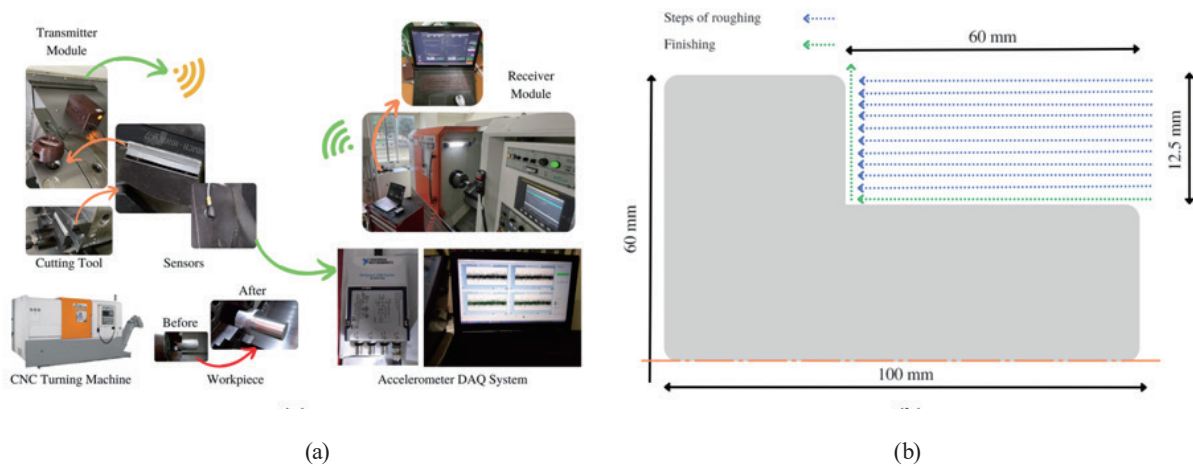 Transmitter
Module
Receiver
Module
Cutting Tool
Sensors
Before
After
CNC Turning Machine
Workpiece
Accelerometer DAQ System
(a)
Steps of roughing
Finishing
60 mm
12.5 mm
60 mm
100 mm
(b)